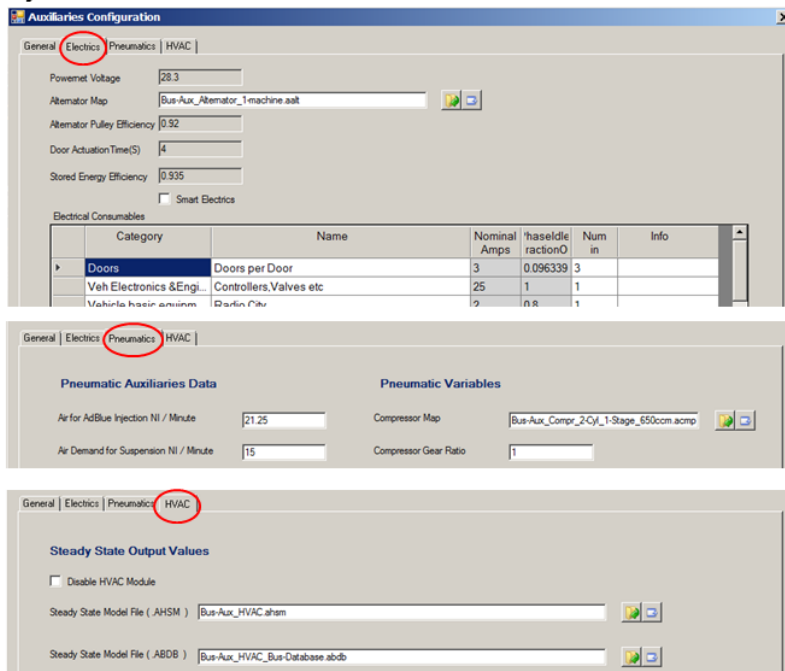 Auxiliaries Configuration
General Electrics Pneumatics HVAC
Powernet Voltage 28.3
Alternator Map Bus-Aux_Alternator_1-machine.aalt
Alternator Pulley Efficiency 0.92
Door ActuationTime(S) 4
Stored Energy Efficiency 0.935
Smart Electrics
Electrical Consumables
Category Name Nominal Amps haseIdle ractionO Num in Info
Doors Doors per Door 3 0.096339 3
Veh Electronics &Engi... Controllers,Valves etc 25 1 1
Vehicle basic equipm Radio City 2 0.8 1
General Electrics Pneumatics HVAC
Pneumatic Auxiliaries Data Pneumatic Variables
Air for AdBlue Injection NI / Minute 21.25 Compressor Map Bus-Aux_Compr_2-Cyl_1-Stage_650ccm.acmp
Air Demand for Suspension NI / Minute 15 Compressor Gear Ratio 1
General Electrics Pneumatics HVAC
Steady State Output Values
Disable HVAC Module
Steady State Model File ( .AHSM ) Bus-Aux_HVAC.ahsm
Steady State Model File ( .ABDB ) Bus-Aux_HVAC_Bus-Database.abdb